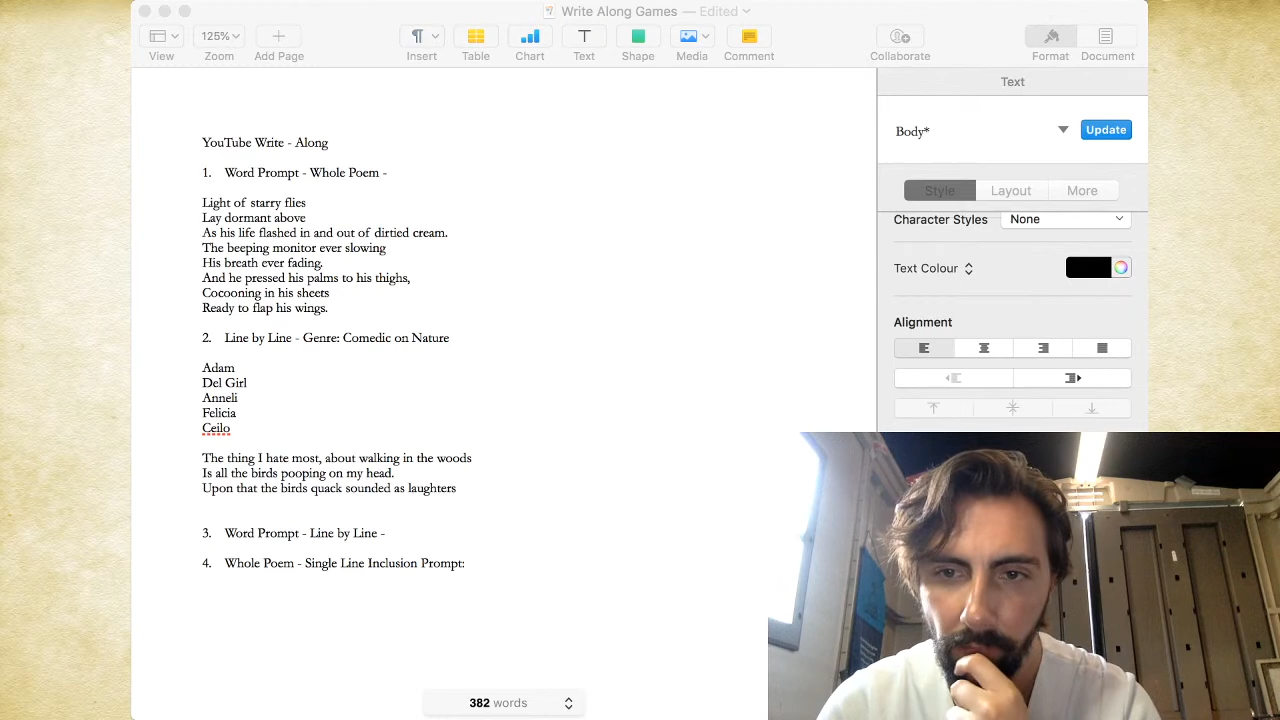 Write Along Games — Edited
View
125%
Zoom
Add Page
Insert
Table
Chart
Text
Shape
Media
Comment
Collaborate
Format
Document
YouTube Write - Along
1. Word Prompt - Whole Poem -
Light of starry flies
Lay dormant above
As his life flashed in and out of dirtied cream.
The beeping monitor ever slowing
His breath ever fading.
And he pressed his palms to his thighs,
Cocooning in his sheets
Ready to flap his wings.
2. Line by Line - Genre: Comedic on Nature
Adam
Del Girl
Anneli
Felicia
Ceilo
The thing I hate most, about walking in the woods
Is all the birds pooping on my head.
Upon that the birds quack sounded as laughters
3. Word Prompt - Line by Line -
4. Whole Poem - Single Line Inclusion Prompt:
382 words
Text
Body*
Update
Style
Layout
More
Character Styles
None
Text Colour
Alignment